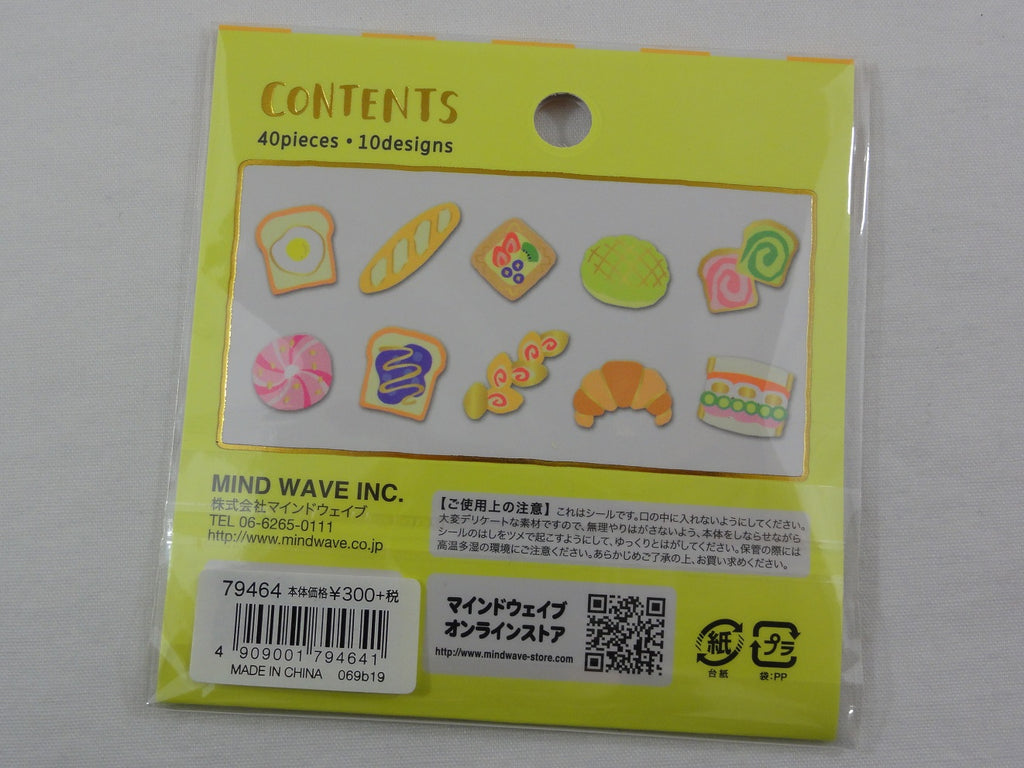 CONTENTS
40pieces・10designs
MIND WAVE INC.
株式会社マインドウェイブ
TEL 06-6265-0111
http://www.mindwave.co.jp
【ご使用上の注意】これはシールです。口の中に入れないようにしてください。
大変デリケートな素材ですので、無理やりはがさないよう、本体をしならせながら
シールのはしをツメで起こすようにして、ゆっくりとはがしてください。保管の際には
高温多湿の環境にご注意ください。あらかじめご了承の上、お買い求めください。
79464 本体価格¥300+税
4 909001 794641
MADE IN CHINA 069b19
マインドウェイブ
オンラインストア
http://www.mindwave-store.com
紙
台紙
プラ
袋:PP